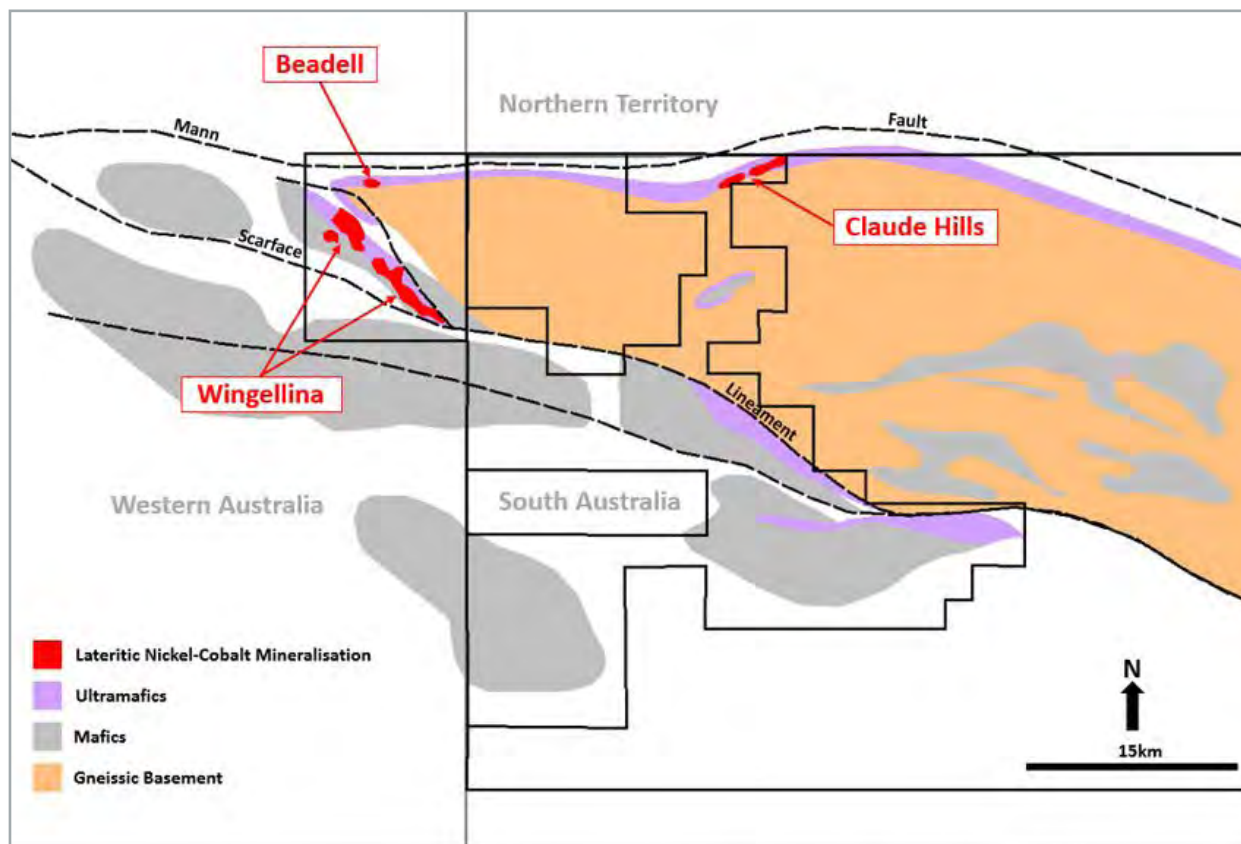 Beadell
Northern Territory
Mann
Fault
Claude Hills
Scarface
Wingellina
Lineament
Western Australia
South Australia
Lateritic Nickel-Cobalt Mineralisation
Ultramafics
Mafics
Gneissic Basement
N
15km